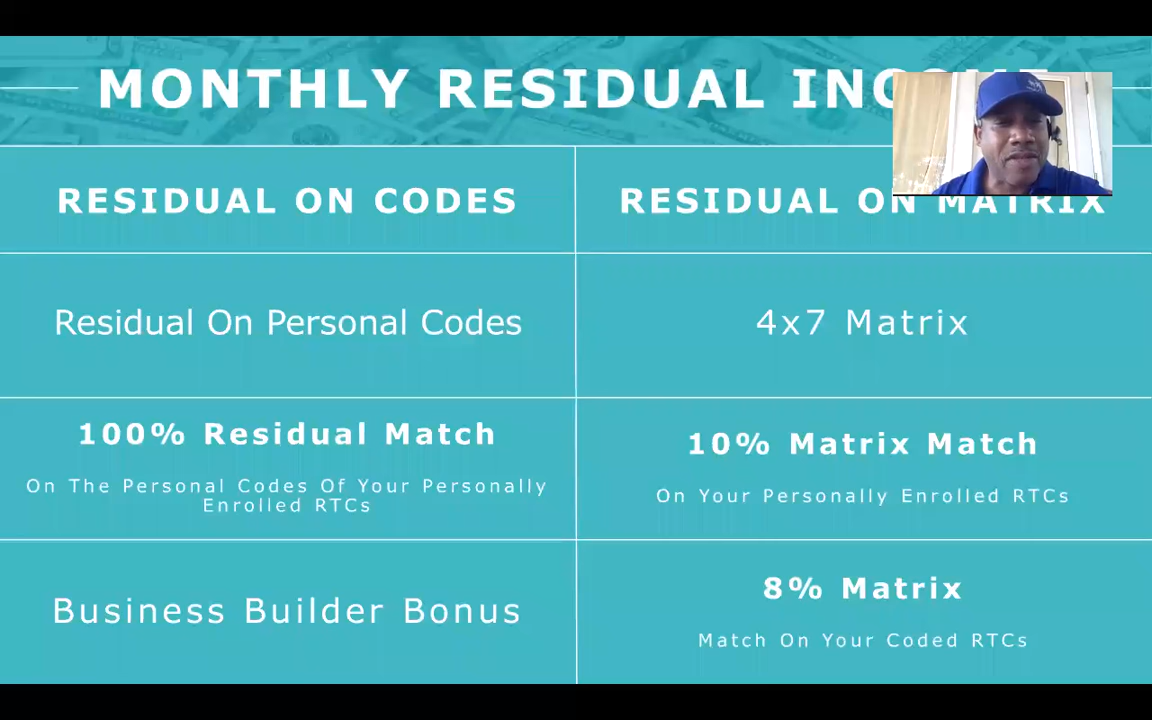 MONTHLY RESIDUAL
RESIDUAL ON CODES
RESIDUAL ON MATRIX
Residual On Personal Codes
4x7 Matrix
100% Residual Match
On The Personal Codes Of Your Personally
Enrolled RTCs
10% Matrix Match
On Your Personally Enrolled RTCs
Business Builder Bonus
8% Matrix
Match On Your Coded RTCs